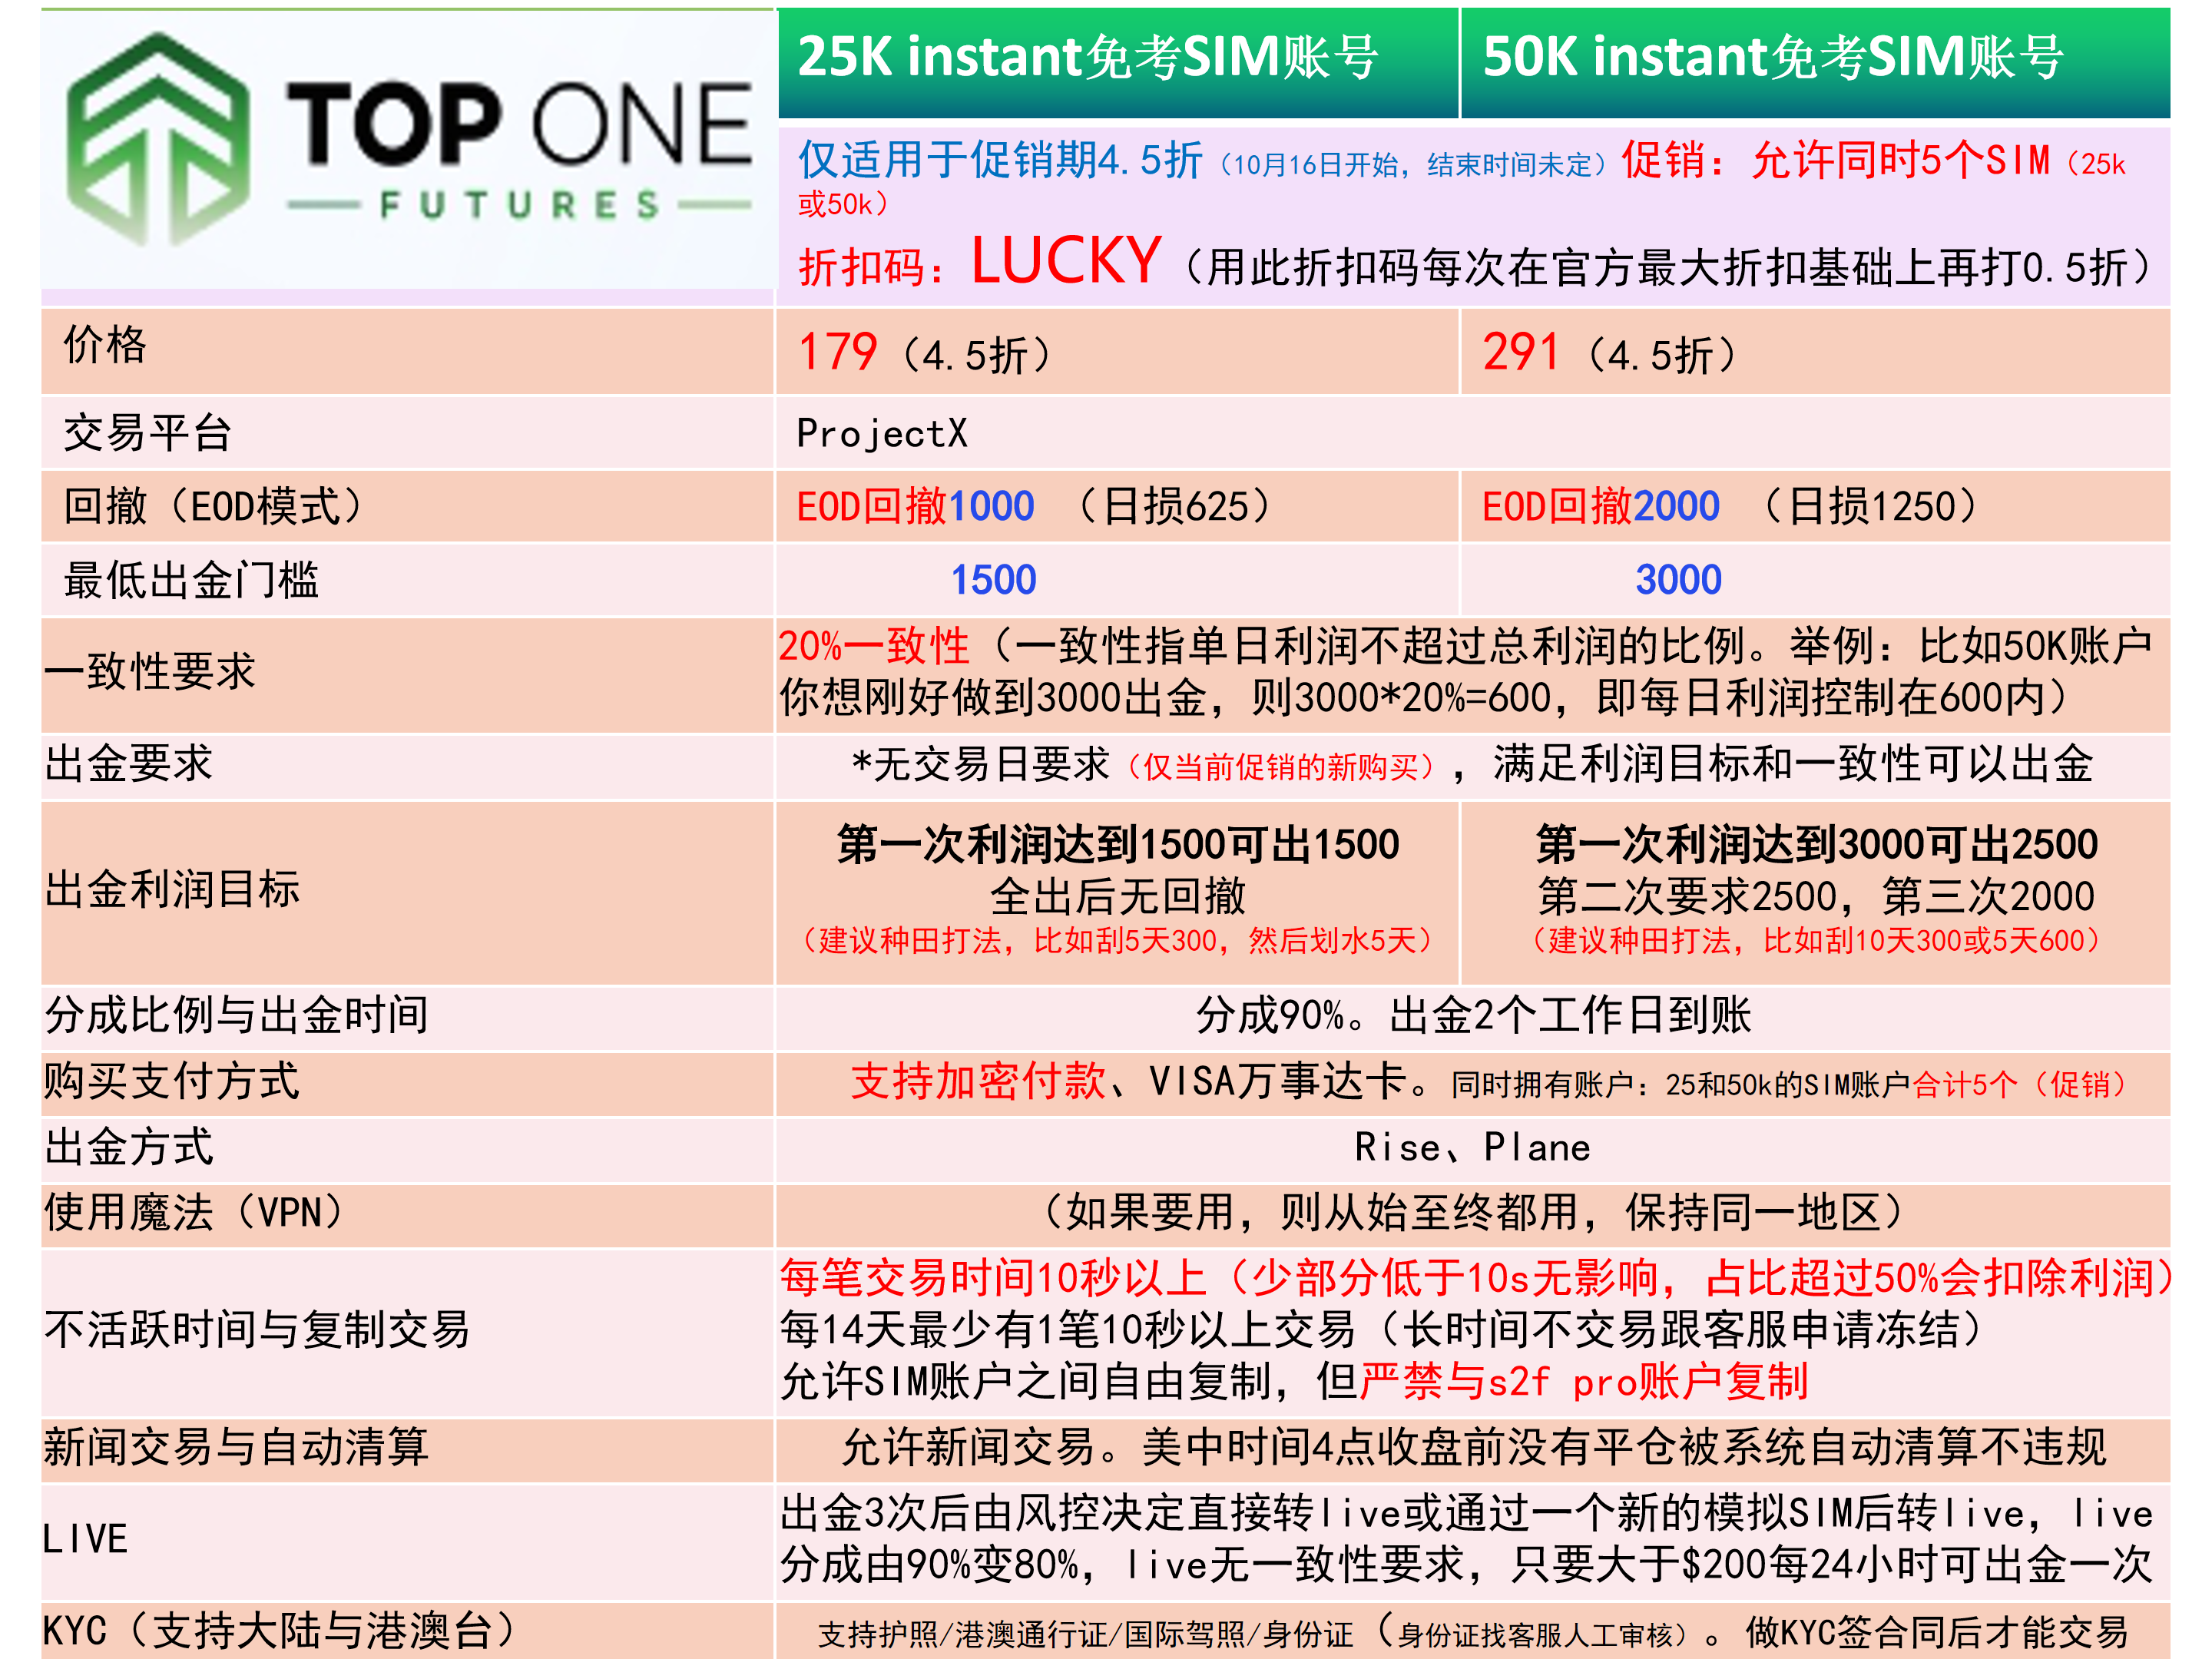 TOP ONE
FUTURES
25K instant免考SIM账号
50K instant免考SIM账号
仅适用于促销期4.5折（10月16日开始，结束时间未定）促销：允许同时5个SIM（25k
或50k）
折扣码：LUCKY（用此折扣码每次在官方最大折扣基础上再打0.5折）
价格
179（4.5折）
291（4.5折）
交易平台
ProjectX
回撤（EOD模式）
EOD回撤1000 （日损625）
EOD回撤2000 （日损1250）
最低出金门槛
1500
3000
一致性要求
20%一致性（一致性指单日利润不超过总利润的比例。举例：比如50K账户
你想刚好做到3000出金，则3000*20%=600，即每日利润控制在600内）
出金要求
*无交易日要求（仅当前促销的新购买），满足利润目标和一致性可以出金
出金利润目标
第一次利润达到1500可出1500
全出后无回撤
（建议种田打法，比如刮5天300，然后划水5天）
第一次利润达到3000可出2500
第二次要求2500，第三次2000
（建议种田打法，比如刮10天300或5天600）
分成比例与出金时间
分成90%。出金2个工作日到账
购买支付方式
支持加密付款、VISA万事达卡。同时拥有账户：25和50k的SIM账户合计5个（促销）
出金方式
Rise、Plane
使用魔法（VPN）
（如果要用，则从始至终都用，保持同一地区）
不活跃时间与复制交易
每笔交易时间10秒以上（少部分低于10s无影响，占比超过50%会扣除利润）
每14天最少有1笔10秒以上交易（长时间不交易跟客服申请冻结）
允许SIM账户之间自由复制，但严禁与s2f pro账户复制
新闻交易与自动清算
允许新闻交易。美中时间4点收盘前没有平仓被系统自动清算不违规
LIVE
出金3次后由风控决定直接转live或通过一个新的模拟SIM后转live，live
分成由90%变80%，live无一致性要求，只要大于$200每24小时可出金一次
KYC（支持大陆与港澳台）
支持护照/港澳通行证/国际驾照/身份证（身份证找客服人工审核）。做KYC签合同后才能交易